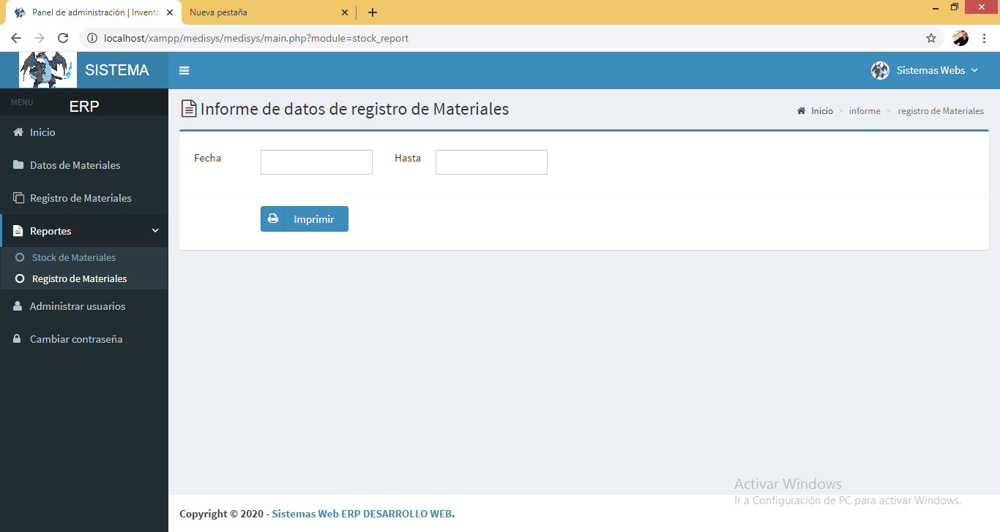 Panel de administración | Inventa
Nueva pestaña
localhost/xampp/medisys/medisys/main.php?module=stock_report
SISTEMA
Sistemas Webs
MENU
ERP
Informe de datos de registro de Materiales
Inicio > informe > registro de Materiales
Inicio
Datos de Materiales
Registro de Materiales
Reportes
Stock de Materiales
Registro de Materiales
Administrar usuarios
Cambiar contraseña
Fecha
Hasta
Imprimir
Activar Windows
Ir a Configuración de PC para activar Windows.
Copyright © 2020 - Sistemas Web ERP DESARROLLO WEB.